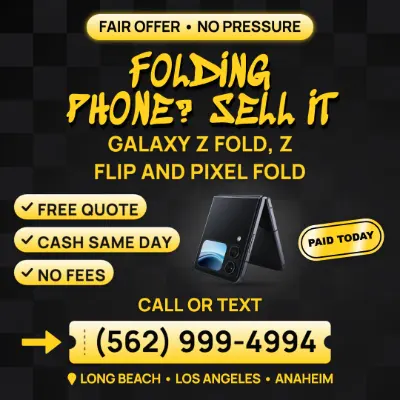 FAIR OFFER • NO PRESSURE
FOLDING
PHONE? SELL IT
GALAXY Z FOLD, Z
FLIP AND PIXEL FOLD
FREE QUOTE
CASH SAME DAY
NO FEES
PAID TODAY
CALL OR TEXT
(562) 999-4994
LONG BEACH • LOS ANGELES • ANAHEIM